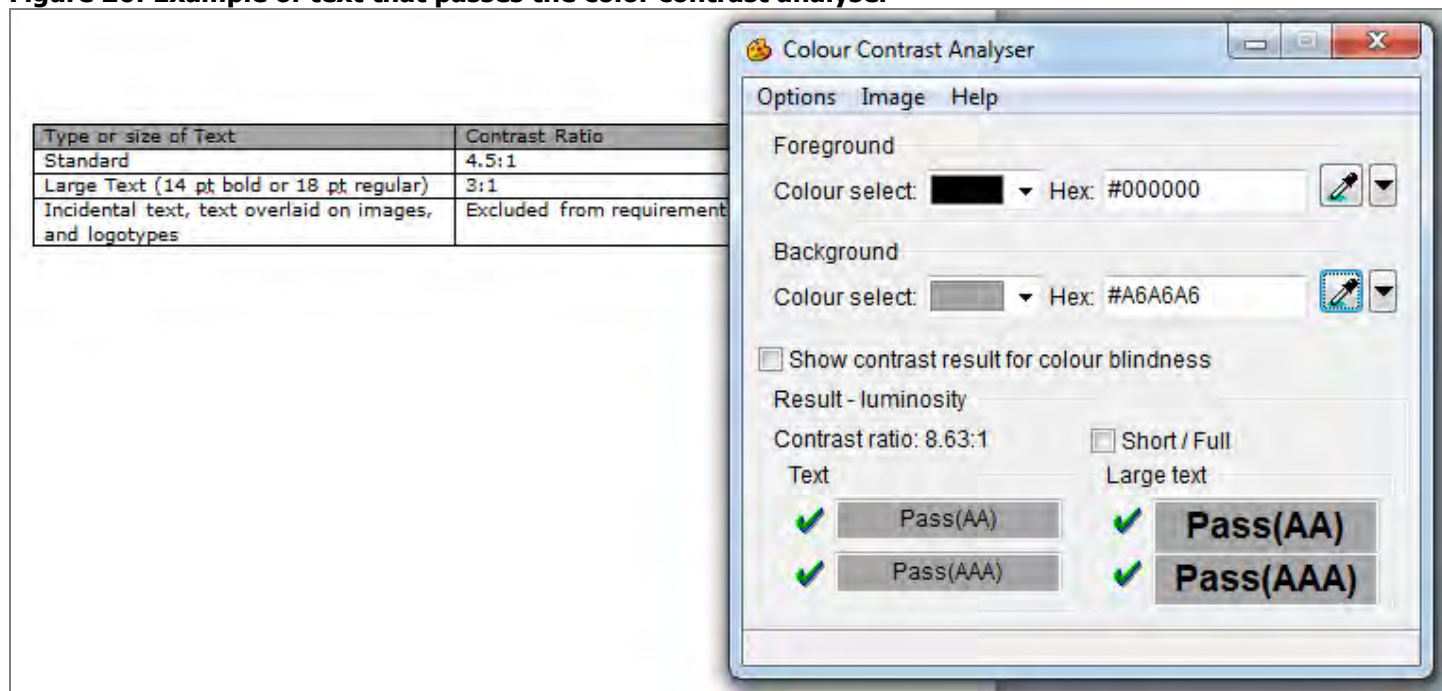 Figure 20: Example of text that passes the color contrast analyser
Type or size of Text Contrast Ratio
Standard 4.5:1
Large Text (14 pt bold or 18 pt regular) 3:1
Incidental text, text overlaid on images, Excluded from requirement
and logotypes
Colour Contrast Analyser
Options Image Help
Foreground
Colour select: Hex: #000000
Background
Colour select: Hex: #A6A6A6
Show contrast result for colour blindness
Result - luminosity
Contrast ratio: 8.63:1 Short / Full
Text Large text
Pass(AA) Pass(AA)
Pass(AAA) Pass(AAA)